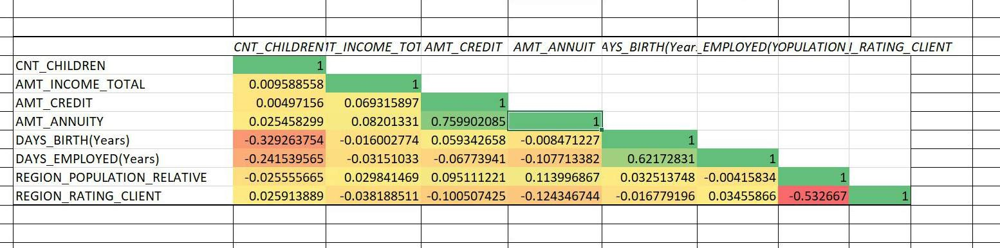 CNT_CHILDREN IT_INCOME_TOT AMT_CREDIT AMT_ANNUIT AYS_BIRTH(Year: _EMPLOYED(Y OPULATION_ I_RATING_CLIENT
CNT_CHILDREN 1
AMT_INCOME_TOTAL 0.009588558 1
AMT_CREDIT 0.00497156 0.069315897 1
AMT_ANNUITY 0.025458299 0.08201331 0.759902085 1
DAYS_BIRTH(Years) -0.329263754 -0.016002774 0.059342658 -0.008471227 1
DAYS_EMPLOYED(Years) -0.241539565 -0.03151033 -0.06773941 -0.107713382 0.62172831 1
REGION_POPULATION_RELATIVE -0.025555665 0.029841469 0.095111221 0.113996867 0.032513748 -0.00415834 1
REGION_RATING_CLIENT 0.025913889 -0.038188511 -0.100507425 -0.124346744 -0.016779196 0.03455866 -0.532667 1